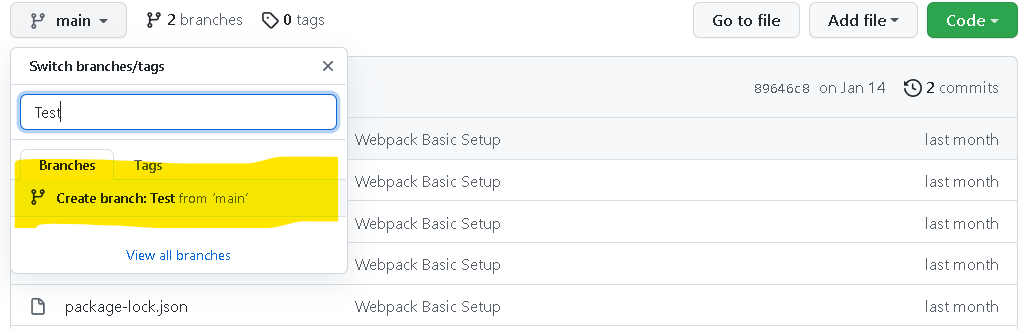 main 2 branches 0 tags Go to file Add file Code
Switch branches/tags
89646c8 on Jan 14 2 commits
Test
Webpack Basic Setup last month
Branches Tags
Webpack Basic Setup last month
Create branch: Test from 'main'
Webpack Basic Setup last month
View all branches
Webpack Basic Setup last month
package-lock.json Webpack Basic Setup last month